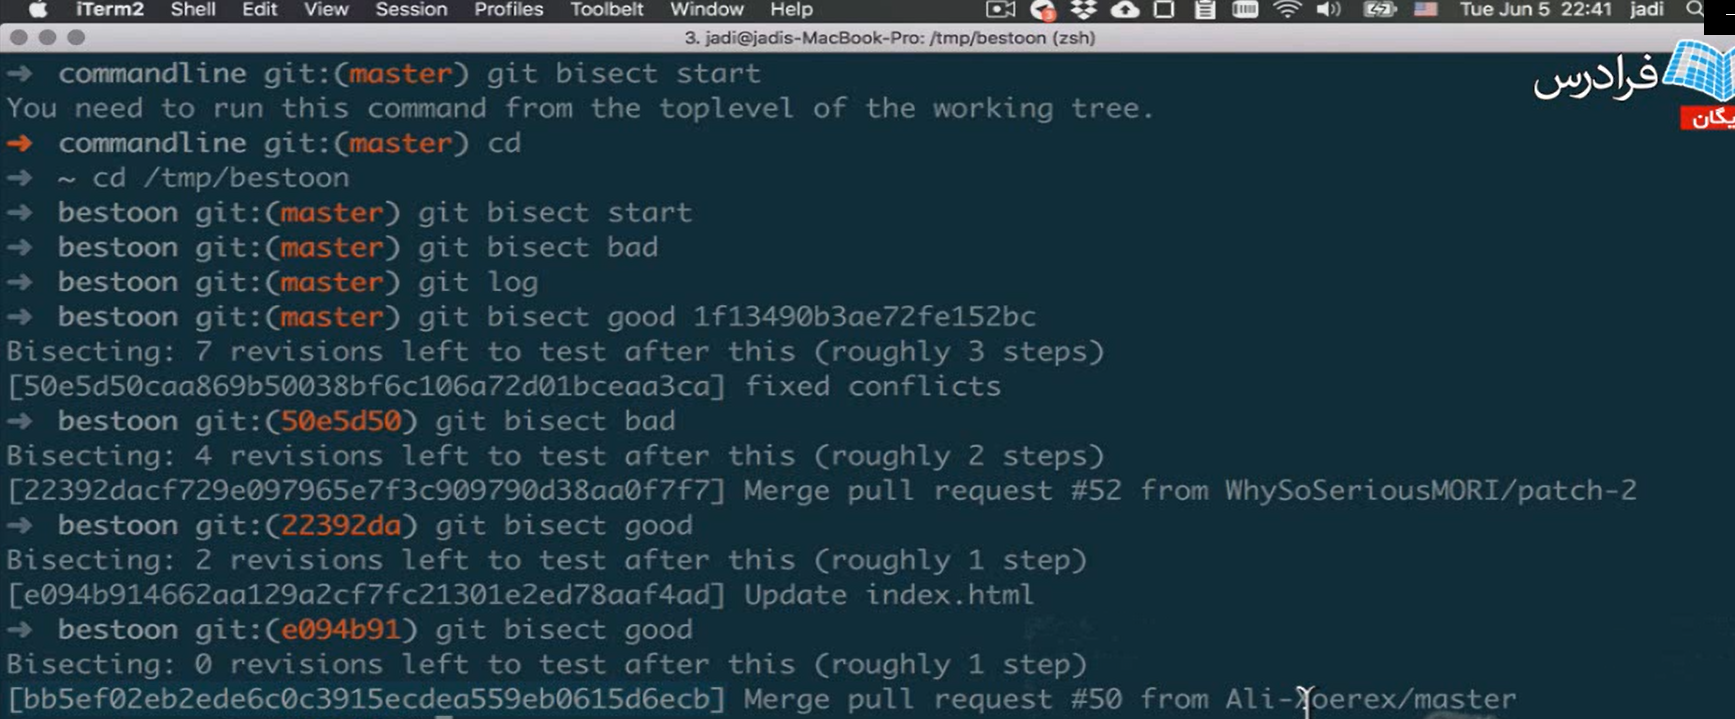 iTerm2 Shell Edit View Session Profiles Toolbelt Window Help Tue Jun 5 22:41 jadi
3. jadi@jadis-MacBook-Pro: /tmp/bestoon (zsh)
فرادرس
یگان
→ commandline git:(master) git bisect start
You need to run this command from the toplevel of the working tree.
→ commandline git:(master) cd
→ ~ cd /tmp/bestoon
→ bestoon git:(master) git bisect start
→ bestoon git:(master) git bisect bad
→ bestoon git:(master) git log
→ bestoon git:(master) git bisect good 1f13490b3ae72fe152bc
Bisecting: 7 revisions left to test after this (roughly 3 steps)
[50e5d50caa869b50038bf6c106a72d01bceaa3ca] fixed conflicts
→ bestoon git:(50e5d50) git bisect bad
Bisecting: 4 revisions left to test after this (roughly 2 steps)
[22392dacf729e097965e7f3c909790d38aa0f7f7] Merge pull request #52 from WhySoSeriousMORI/patch-2
→ bestoon git:(22392da) git bisect good
Bisecting: 2 revisions left to test after this (roughly 1 step)
[e094b914662aa129a2cf7fc21301e2ed78aaf4ad] Update index.html
→ bestoon git:(e094b91) git bisect good
Bisecting: 0 revisions left to test after this (roughly 1 step)
[bb5ef02eb2ede6c0c3915ecdea559eb0615d6ecb] Merge pull request #50 from Ali-Xoerex/master